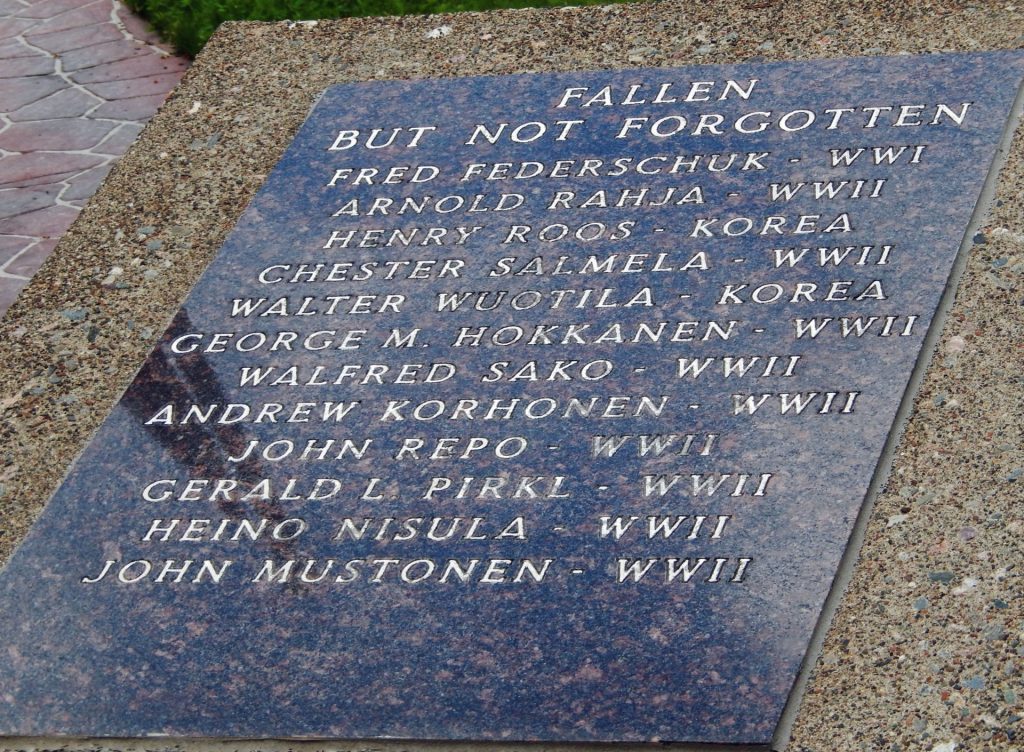 FALLEN
BUT NOT FORGOTTEN
FRED FEDERSCHUK - WWI
ARNOLD RAHJA - WWII
HENRY ROOS - KOREA
CHESTER SALMELA - WWII
WALTER WUOTILA - KOREA
GEORGE M. HOKKANEN - WWII
WALFRED SAKO - WWII
ANDREW KORHONEN - WWII
JOHN REPO - WWII
GERALD L. PIRKL - WWII
HEINO NISULA - WWII
JOHN MUSTONEN - WWII